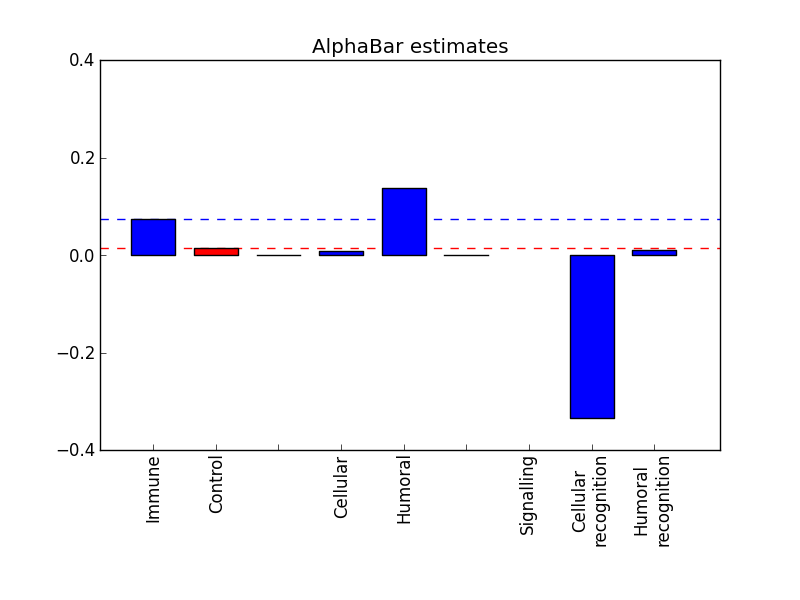 AlphaBar estimates
0.4
0.2
0.0
−0.2
−0.4
Immune
Control
Cellular
Humoral
Signalling
Cellular
recognition
Humoral
recognition